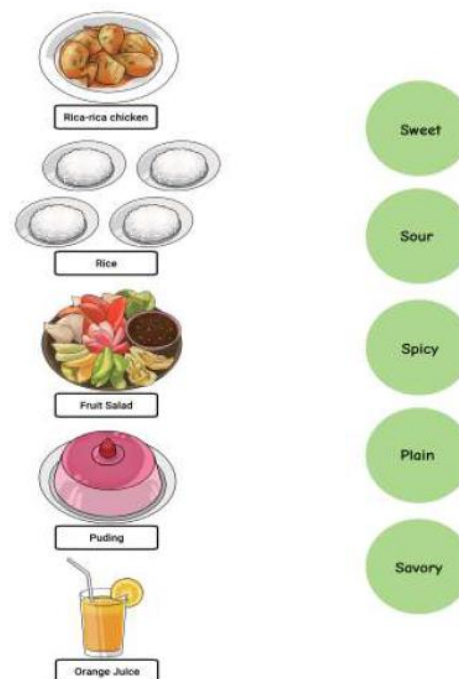 Rica-rica chicken
Rice
Fruit Salad
Puding
Orange Juice
Sweet
Sour
Spicy
Plain
Savory